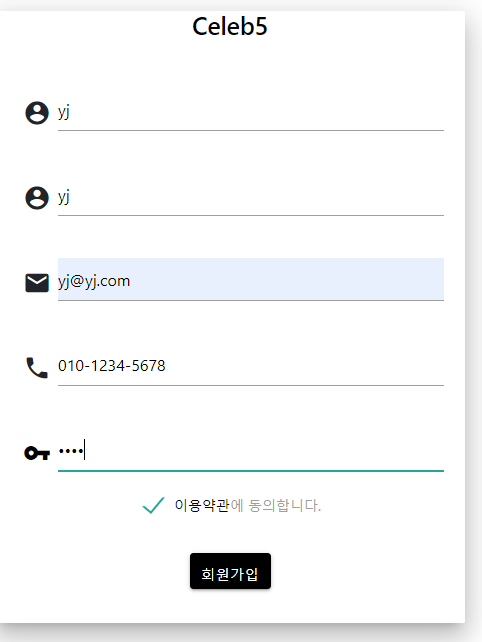 Celeb5
yj
yj
yj@yj.com
010-1234-5678
••••
이용약관에 동의합니다.
회원가입